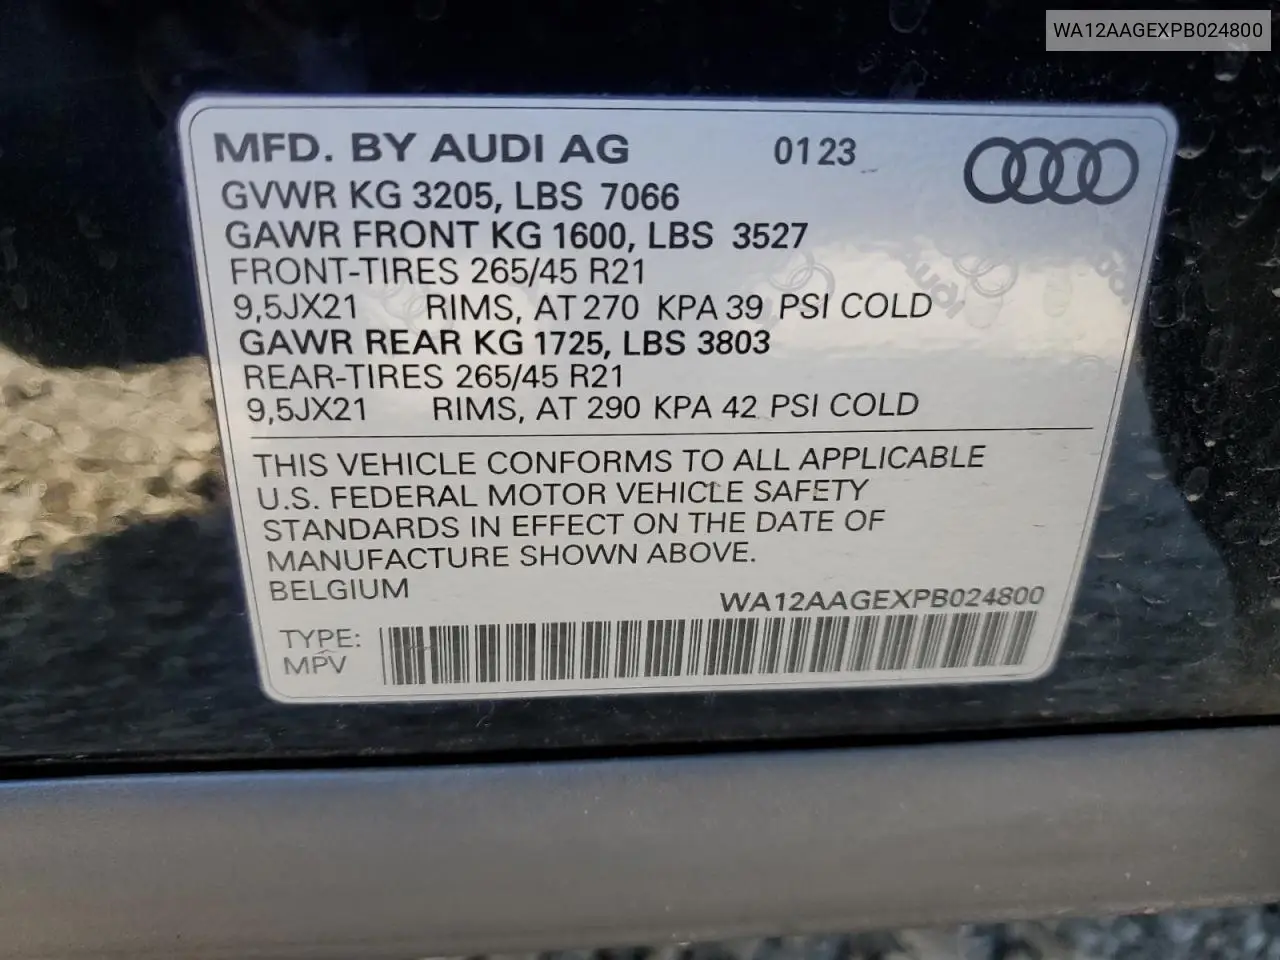 WA12AAGEXPB024800
MFD. BY AUDI AG 0123
GVWR KG 3205, LBS 7066
GAWR FRONT KG 1600, LBS 3527
FRONT-TIRES 265/45 R21
9,5JX21 RIMS, AT 270 KPA 39 PSI COLD
GAWR REAR KG 1725, LBS 3803
REAR-TIRES 265/45 R21
9,5JX21 RIMS, AT 290 KPA 42 PSI COLD
THIS VEHICLE CONFORMS TO ALL APPLICABLE
U.S. FEDERAL MOTOR VEHICLE SAFETY
STANDARDS IN EFFECT ON THE DATE OF
MANUFACTURE SHOWN ABOVE.
BELGIUM
WA12AAGEXPB024800
TYPE:
MPV